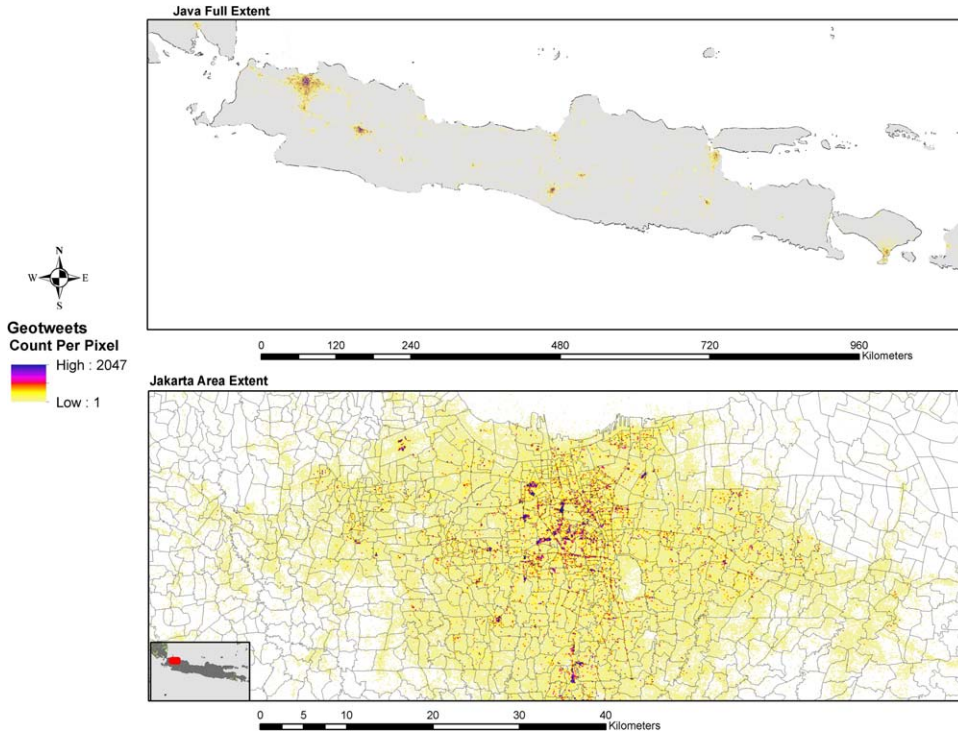 Java Full Extent
N
W E
S
Geotweets
Count Per Pixel
High : 2047
Low : 1
0 120 240 480 720 960
Kilometers
Jakarta Area Extent
0 5 10 20 30 40
Kilometers